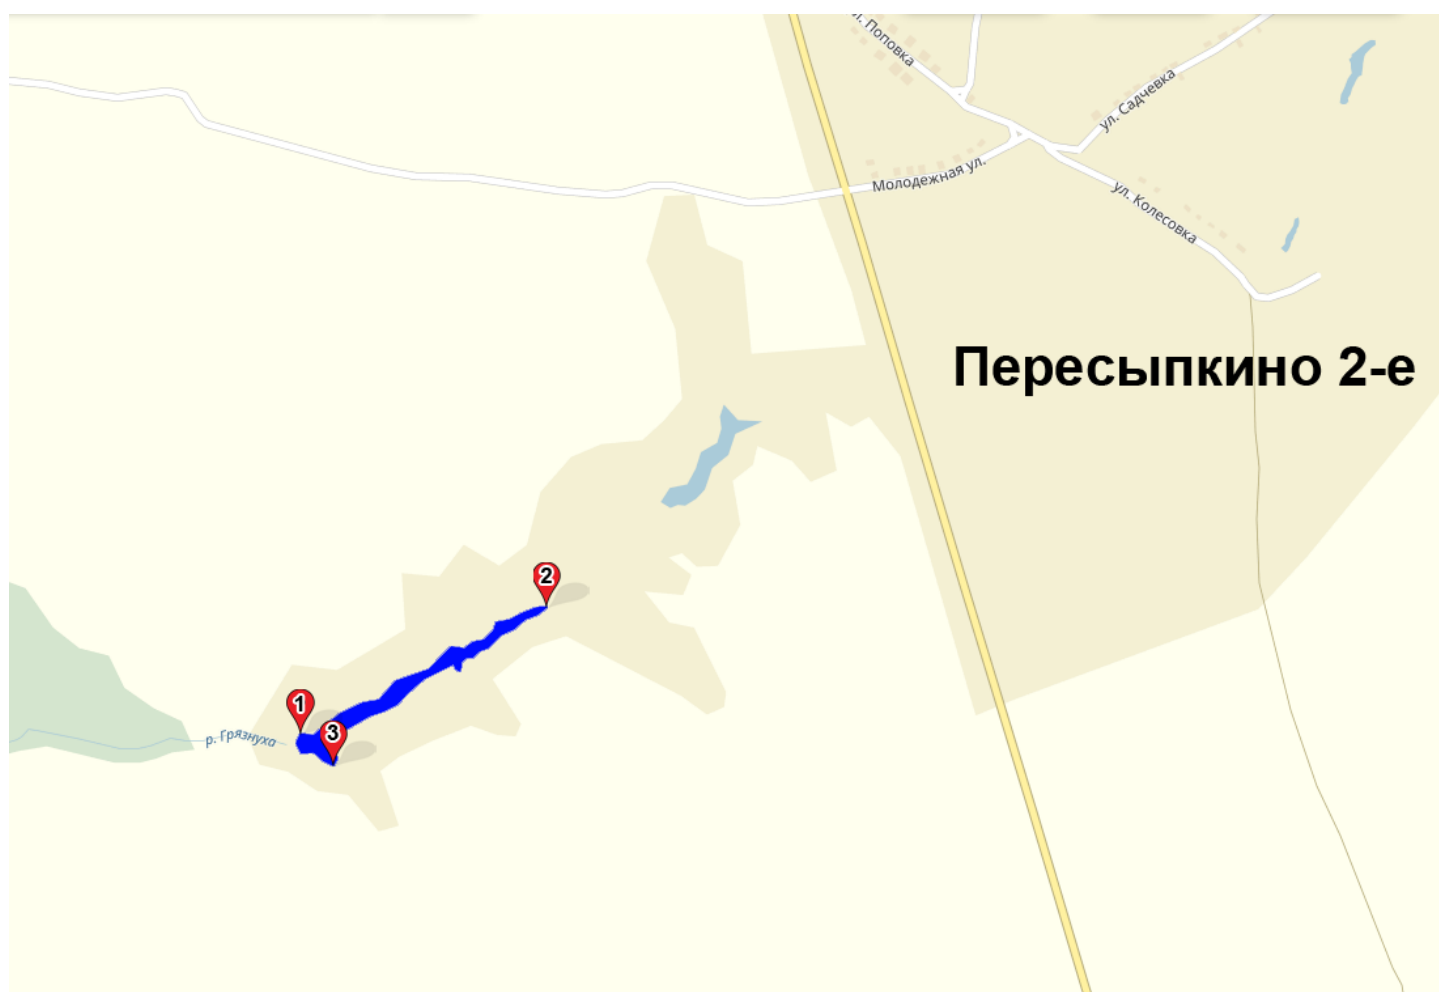 л. Поповка
ул. Садчевка
Молодежная ул.
ул. Колесовка
Пересыпкино 2-е
2
1
3
р. Грязнуха